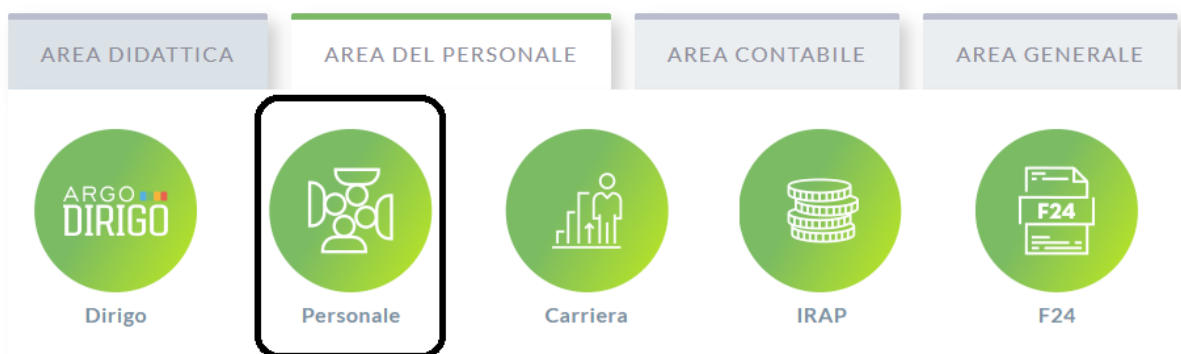 AREA DIDATTICA
AREA DEL PERSONALE
AREA CONTABILE
AREA GENERALE
ARGO
DIRIGO
F24
Dirigo
Personale
Carriera
IRAP
F24